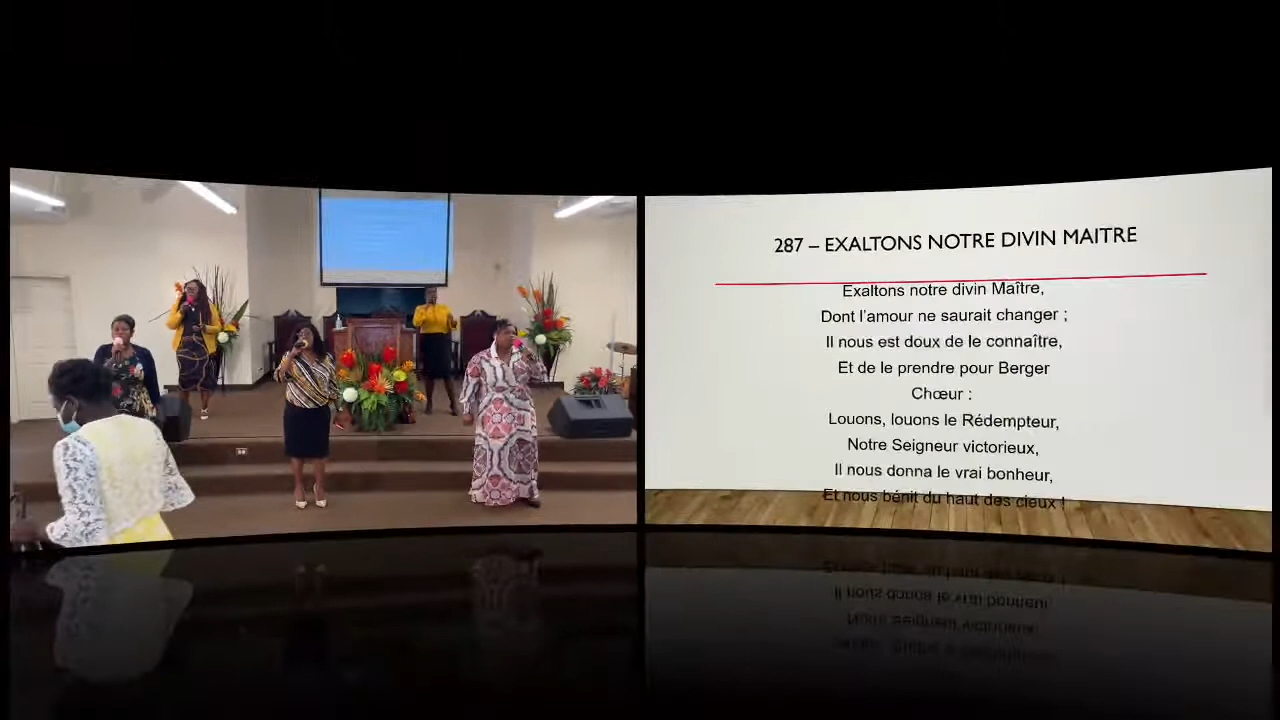 287 – EXALTONS NOTRE DIVIN MAITRE
Exaltons notre divin Maître,
Dont l'amour ne saurait changer ;
Il nous est doux de le connaître,
Et de le prendre pour Berger
Chœur :
Louons, louons le Rédempteur,
Notre Seigneur victorieux,
Il nous donna le vrai bonheur,
Et nous bénit du haut des cieux !